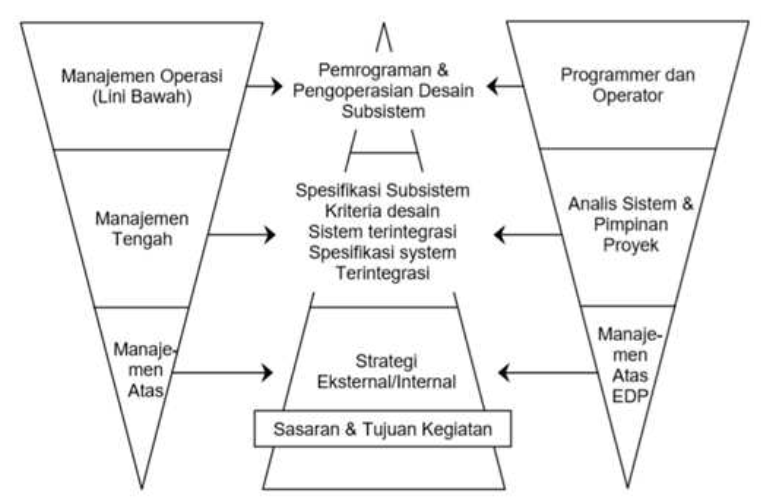 Manajemen Operasi
(Lini Bawah)
Pemrograman &
Pengoperasian Desain
Subsistem
Programmer dan
Operator
Manajemen
Tengah
Spesifikasi Subsistem
Kriteria desain
Sistem terintegrasi
Spesifikasi system
Terintegrasi
Analis Sistem &
Pimpinan
Proyek
Manaje-
men
Atas
Strategi
Eksternal/Internal
Manaje-
men
Atas
EDP
Sasaran & Tujuan Kegiatan